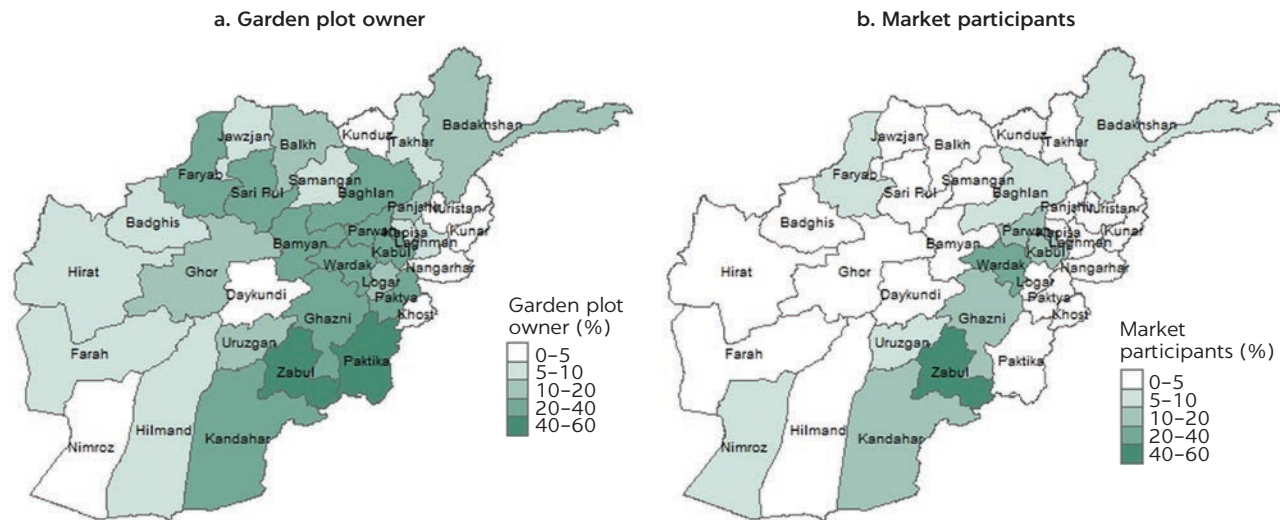 a. Garden plot owner
Jawzjan
Balkh
Kunduz
Takhar
Badakhshan
Faryab
Sari Rul
Samangan
Baghlan
Panjshir
Nuristan
Badghis
Parwan
Kapisa
Kunar
Bamyan
Laghman
Kabul
Hirat
Ghor
Wardak
Nangarhar
Logar
Daykundi
Paktya
Khost
Ghazni
Farah
Uruzgan
Zabul
Paktika
Nimroz
Hilmand
Kandahar
Garden plot
owner (%)
0–5
5–10
10–20
20–40
40–60
b. Market participants
Jawzjan
Balkh
Kunduz
Takhar
Badakhshan
Faryab
Sari Rul
Samangan
Baghlan
Panjshir
Nuristan
Badghis
Parwan
Kapisa
Kunar
Bamyan
Laghman
Kabul
Hirat
Ghor
Wardak
Nangarhar
Logar
Daykundi
Paktya
Khost
Ghazni
Farah
Uruzgan
Zabul
Paktika
Nimroz
Hilmand
Kandahar
Market
participants (%)
0–5
5–10
10–20
20–40
40–60